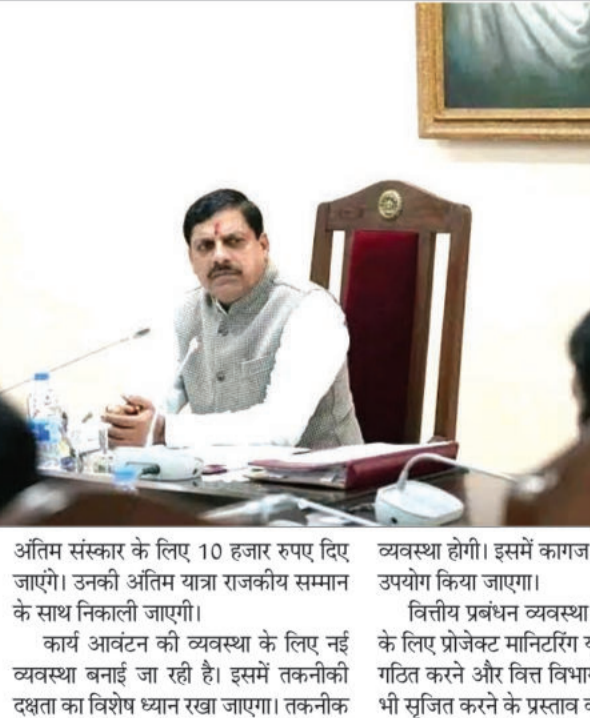 अंतिम संस्कार के लिए 10 हजार रुपए दिए
जाएंगे। उनकी अंतिम यात्रा राजकीय सम्मान
के साथ निकाली जाएगी।
कार्य आवंटन की व्यवस्था के लिए नई
व्यवस्था बनाई जा रही है। इसमें तकनीकी
दक्षता का विशेष ध्यान रखा जाएगा। तकनीक
व्यवस्था होगी। इसमें कागज
उपयोग किया जाएगा।
वित्तीय प्रबंधन व्यवस्था
के लिए प्रोजेक्ट मानिटरिंग
गठित करने और वित्त विभाग
भी सृजित करने के प्रस्ताव